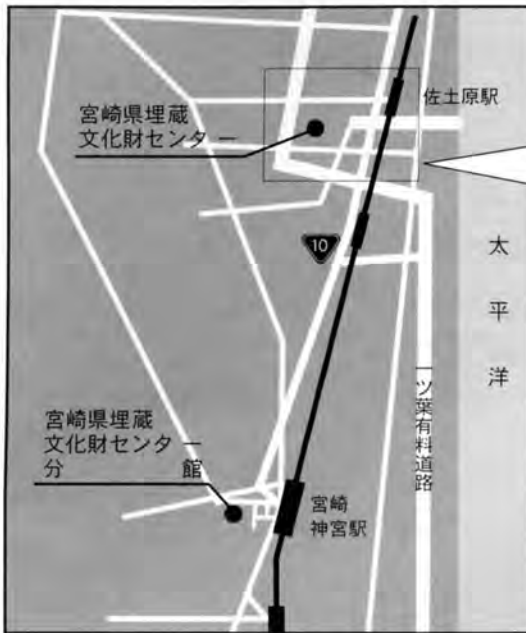 佐土原駅
宮崎県埋蔵
文化財センター
10
太平洋
一ツ葉有料道路
宮崎県埋蔵
文化財センター
分館
宮崎
神宮駅